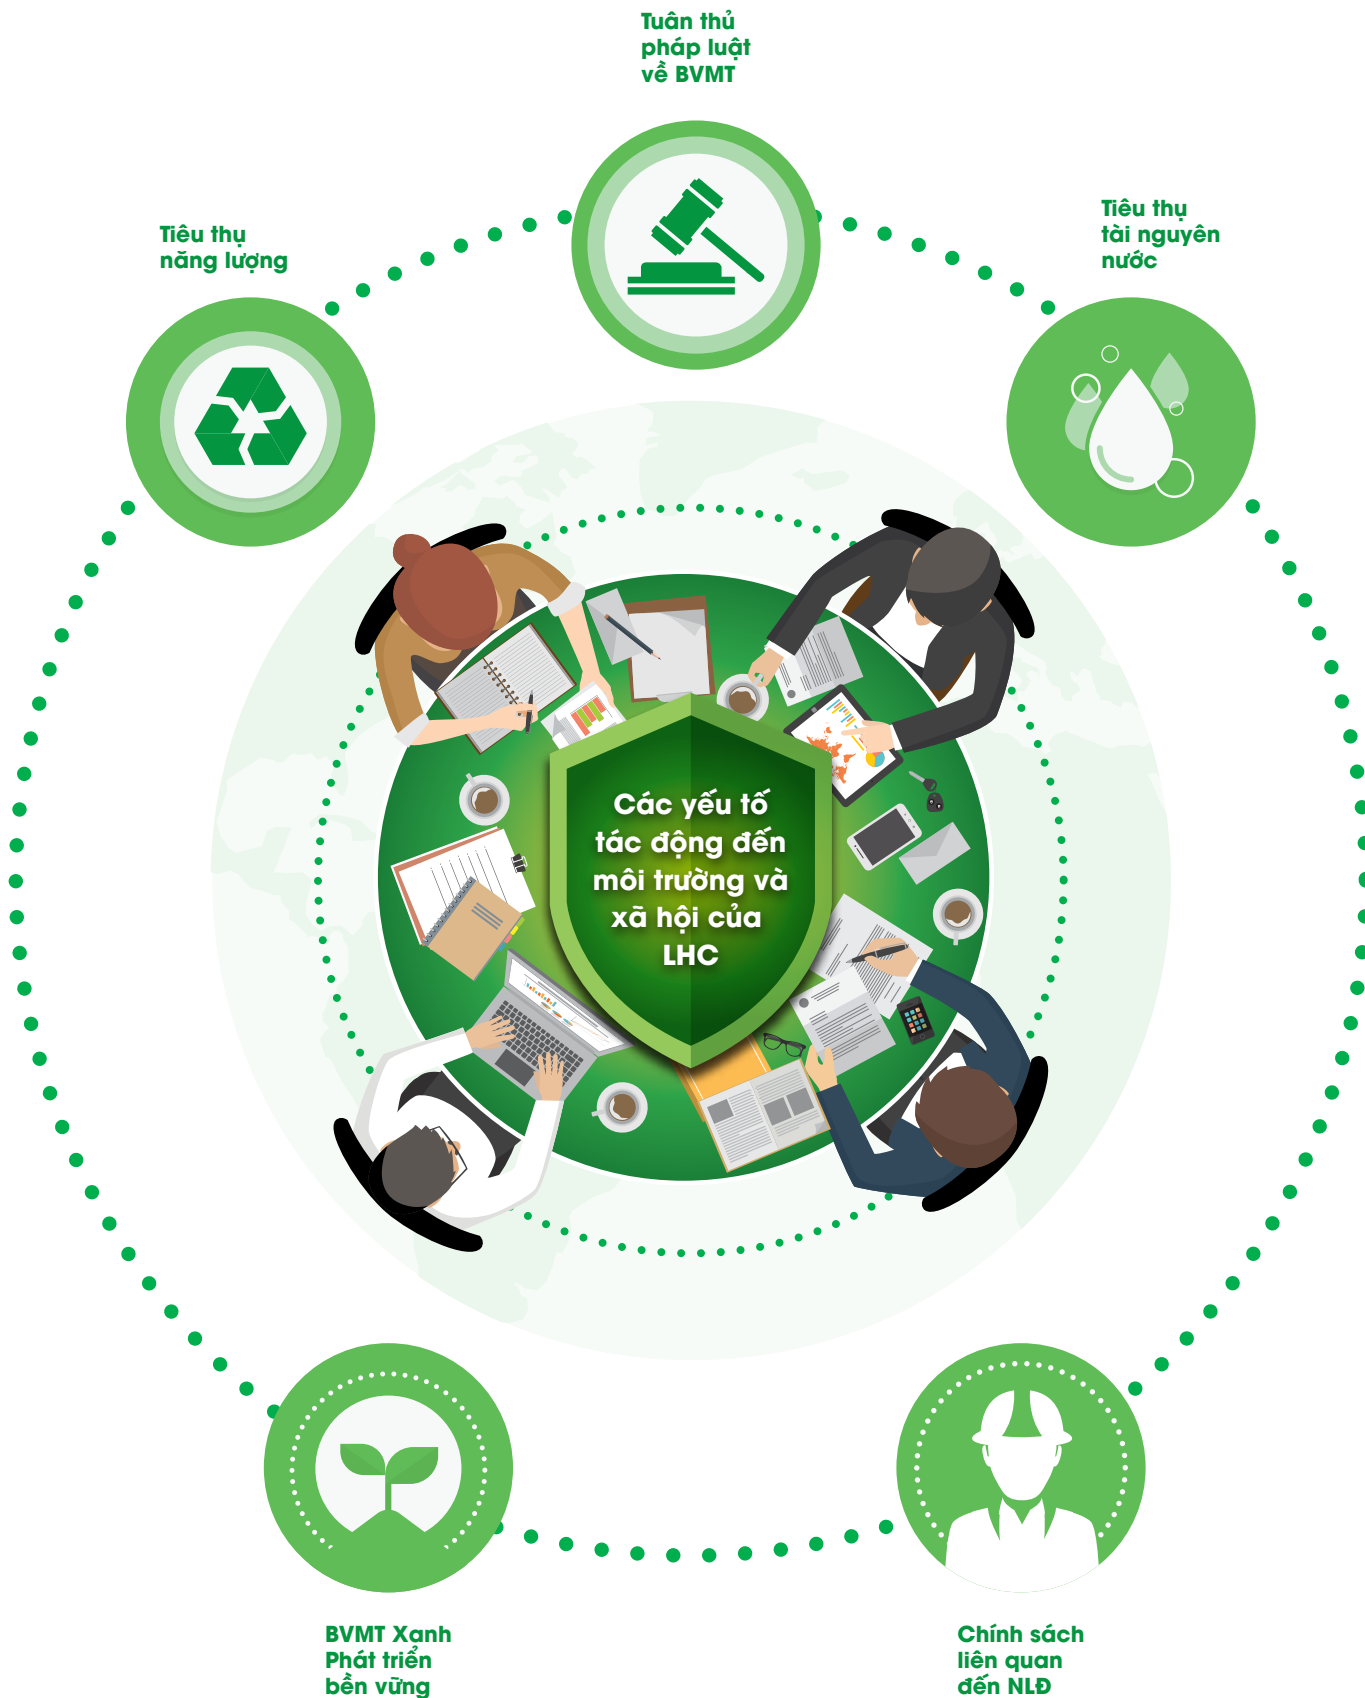 Tuân thủ
pháp luật
về BVMT
Tiêu thụ
năng lượng
Tiêu thụ
tài nguyên
nước
Các yếu tố
tác động đến
môi trường và
xã hội của
LHC
BVMT Xanh
Phát triển
bền vững
Chính sách
liên quan
đến NLĐ